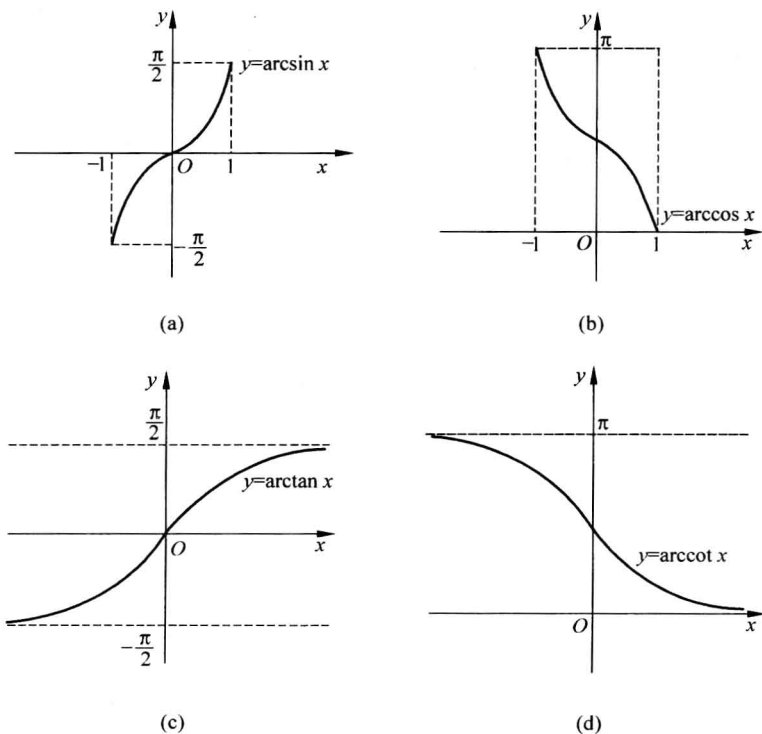 y
π/2
y=arcsin x
−1
O
1
x
−π/2
(a)
y
π
y=arccos x
−1
O
1
x
(b)
y
π/2
y=arctan x
O
x
−π/2
(c)
y
π
y=arccot x
O
x
(d)